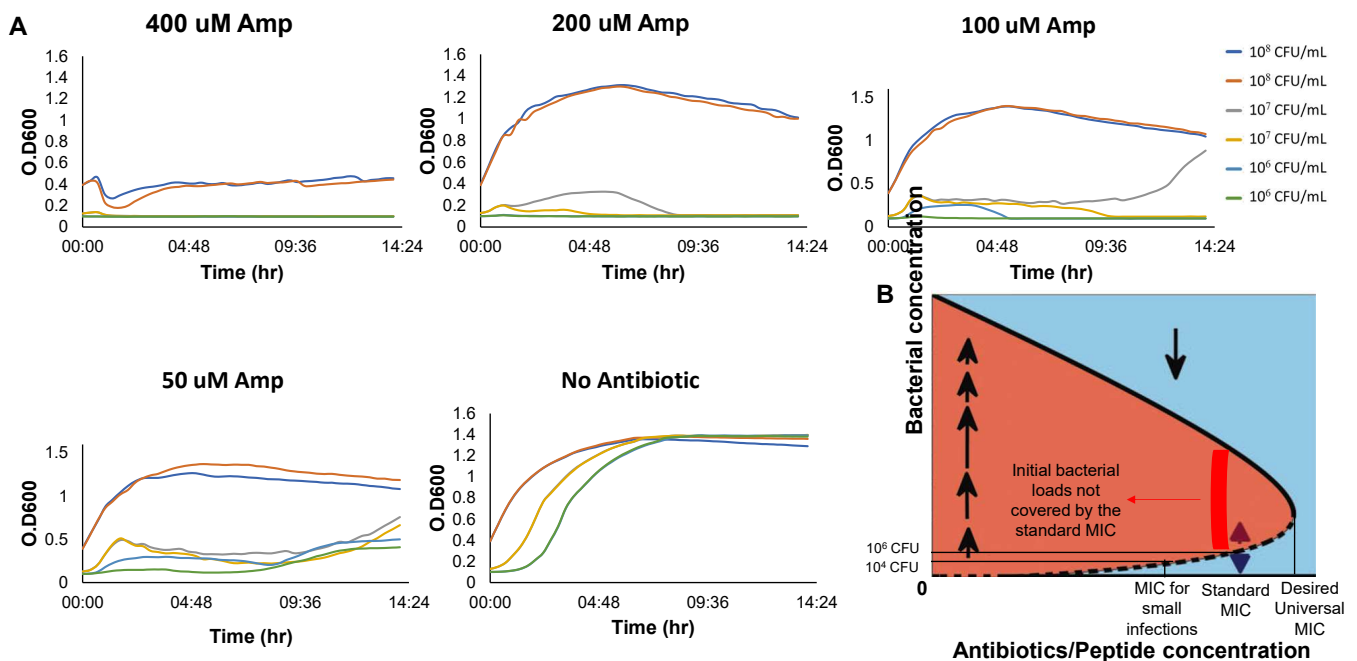 A
400 uM Amp
O.D600
1.6
1.4
1.2
1
0.8
0.6
0.4
0.2
0
00:00 04:48 09:36 14:24
Time (hr)
200 uM Amp
O.D600
1.6
1.4
1.2
1
0.8
0.6
0.4
0.2
0
00:00 04:48 09:36 14:24
Time (hr)
100 uM Amp
O.D600
1.5
1
0.5
0
00:00 04:48 09:36 14:24
Time (hr)
10⁸ CFU/mL
10⁸ CFU/mL
10⁷ CFU/mL
10⁷ CFU/mL
10⁶ CFU/mL
10⁶ CFU/mL
50 uM Amp
O.D600
1.5
1
0.5
0
00:00 04:48 09:36 14:24
Time (hr)
No Antibiotic
O.D600
1.6
1.4
1.2
1
0.8
0.6
0.4
0.2
0
00:00 04:48 09:36 14:24
Time (hr)
B
Bacterial concentration
Initial bacterial
loads not
covered by the
standard MIC
10⁶ CFU
10⁴ CFU
0
MIC for
small
infections
Standard
MIC
Desired
Universal
MIC
Antibiotics/Peptide concentration